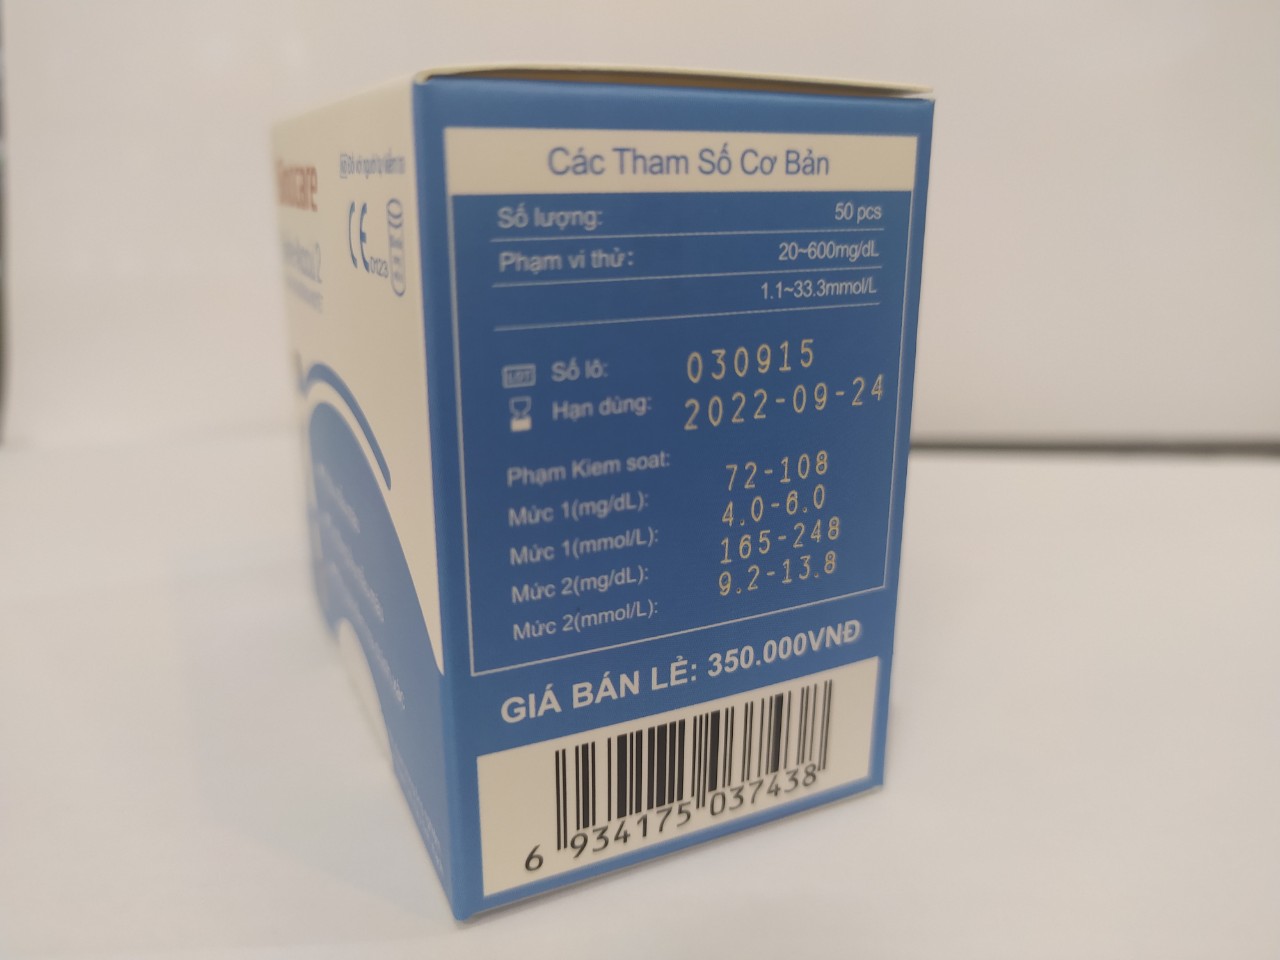 Các Tham Số Cơ Bản
Số lượng: 50 pcs
Phạm vi thử: 20~600mg/dL
1.1~33.3mmol/L
LOT Số lô: 030915
Hạn dùng: 2022-09-24
Phạm Kiem soat:
Mức 1(mg/dL): 72-108
Mức 1(mmol/L): 4.0-6.0
Mức 2(mg/dL): 165-248
Mức 2(mmol/L): 9.2-13.8
GIÁ BÁN LẺ: 350.000VNĐ
6 934175 037438
CE 0123